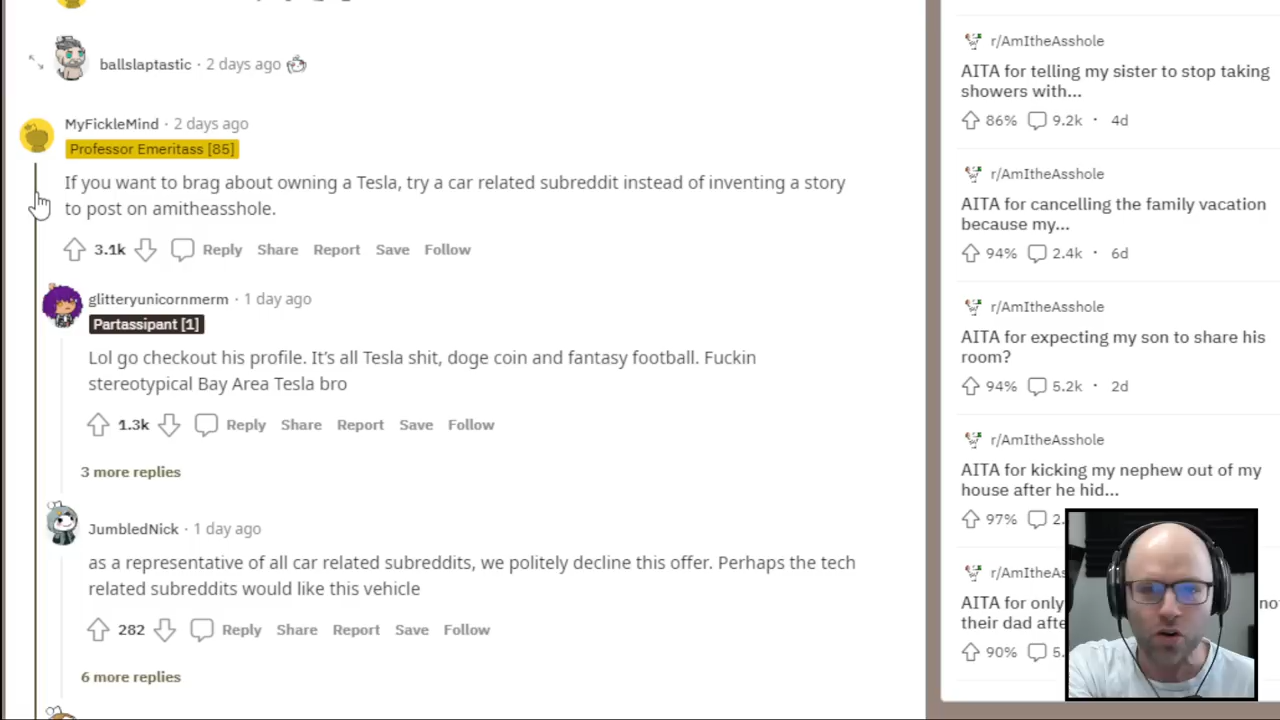 ballslaptastic · 2 days ago
MyFickleMind · 2 days ago
Professor Emeritass [85]
If you want to brag about owning a Tesla, try a car related subreddit instead of inventing a story
to post on amitheasshole.
3.1k Reply Share Report Save Follow
glitteryunicornmerm · 1 day ago
Partassipant [1]
Lol go checkout his profile. It's all Tesla shit, doge coin and fantasy football. Fuckin
stereotypical Bay Area Tesla bro
1.3k Reply Share Report Save Follow
3 more replies
JumbledNick · 1 day ago
as a representative of all car related subreddits, we politely decline this offer. Perhaps the tech
related subreddits would like this vehicle
282 Reply Share Report Save Follow
6 more replies
r/AmItheAsshole
AITA for telling my sister to stop taking
showers with...
86% 9.2k · 4d
r/AmItheAsshole
AITA for cancelling the family vacation
because my...
94% 2.4k · 6d
r/AmItheAsshole
AITA for expecting my son to share his
room?
94% 5.2k · 2d
r/AmItheAsshole
AITA for kicking my nephew out of my
house after he hid...
97% 2.
r/AmItheAs
AITA for only no
their dad afte
90% 5.